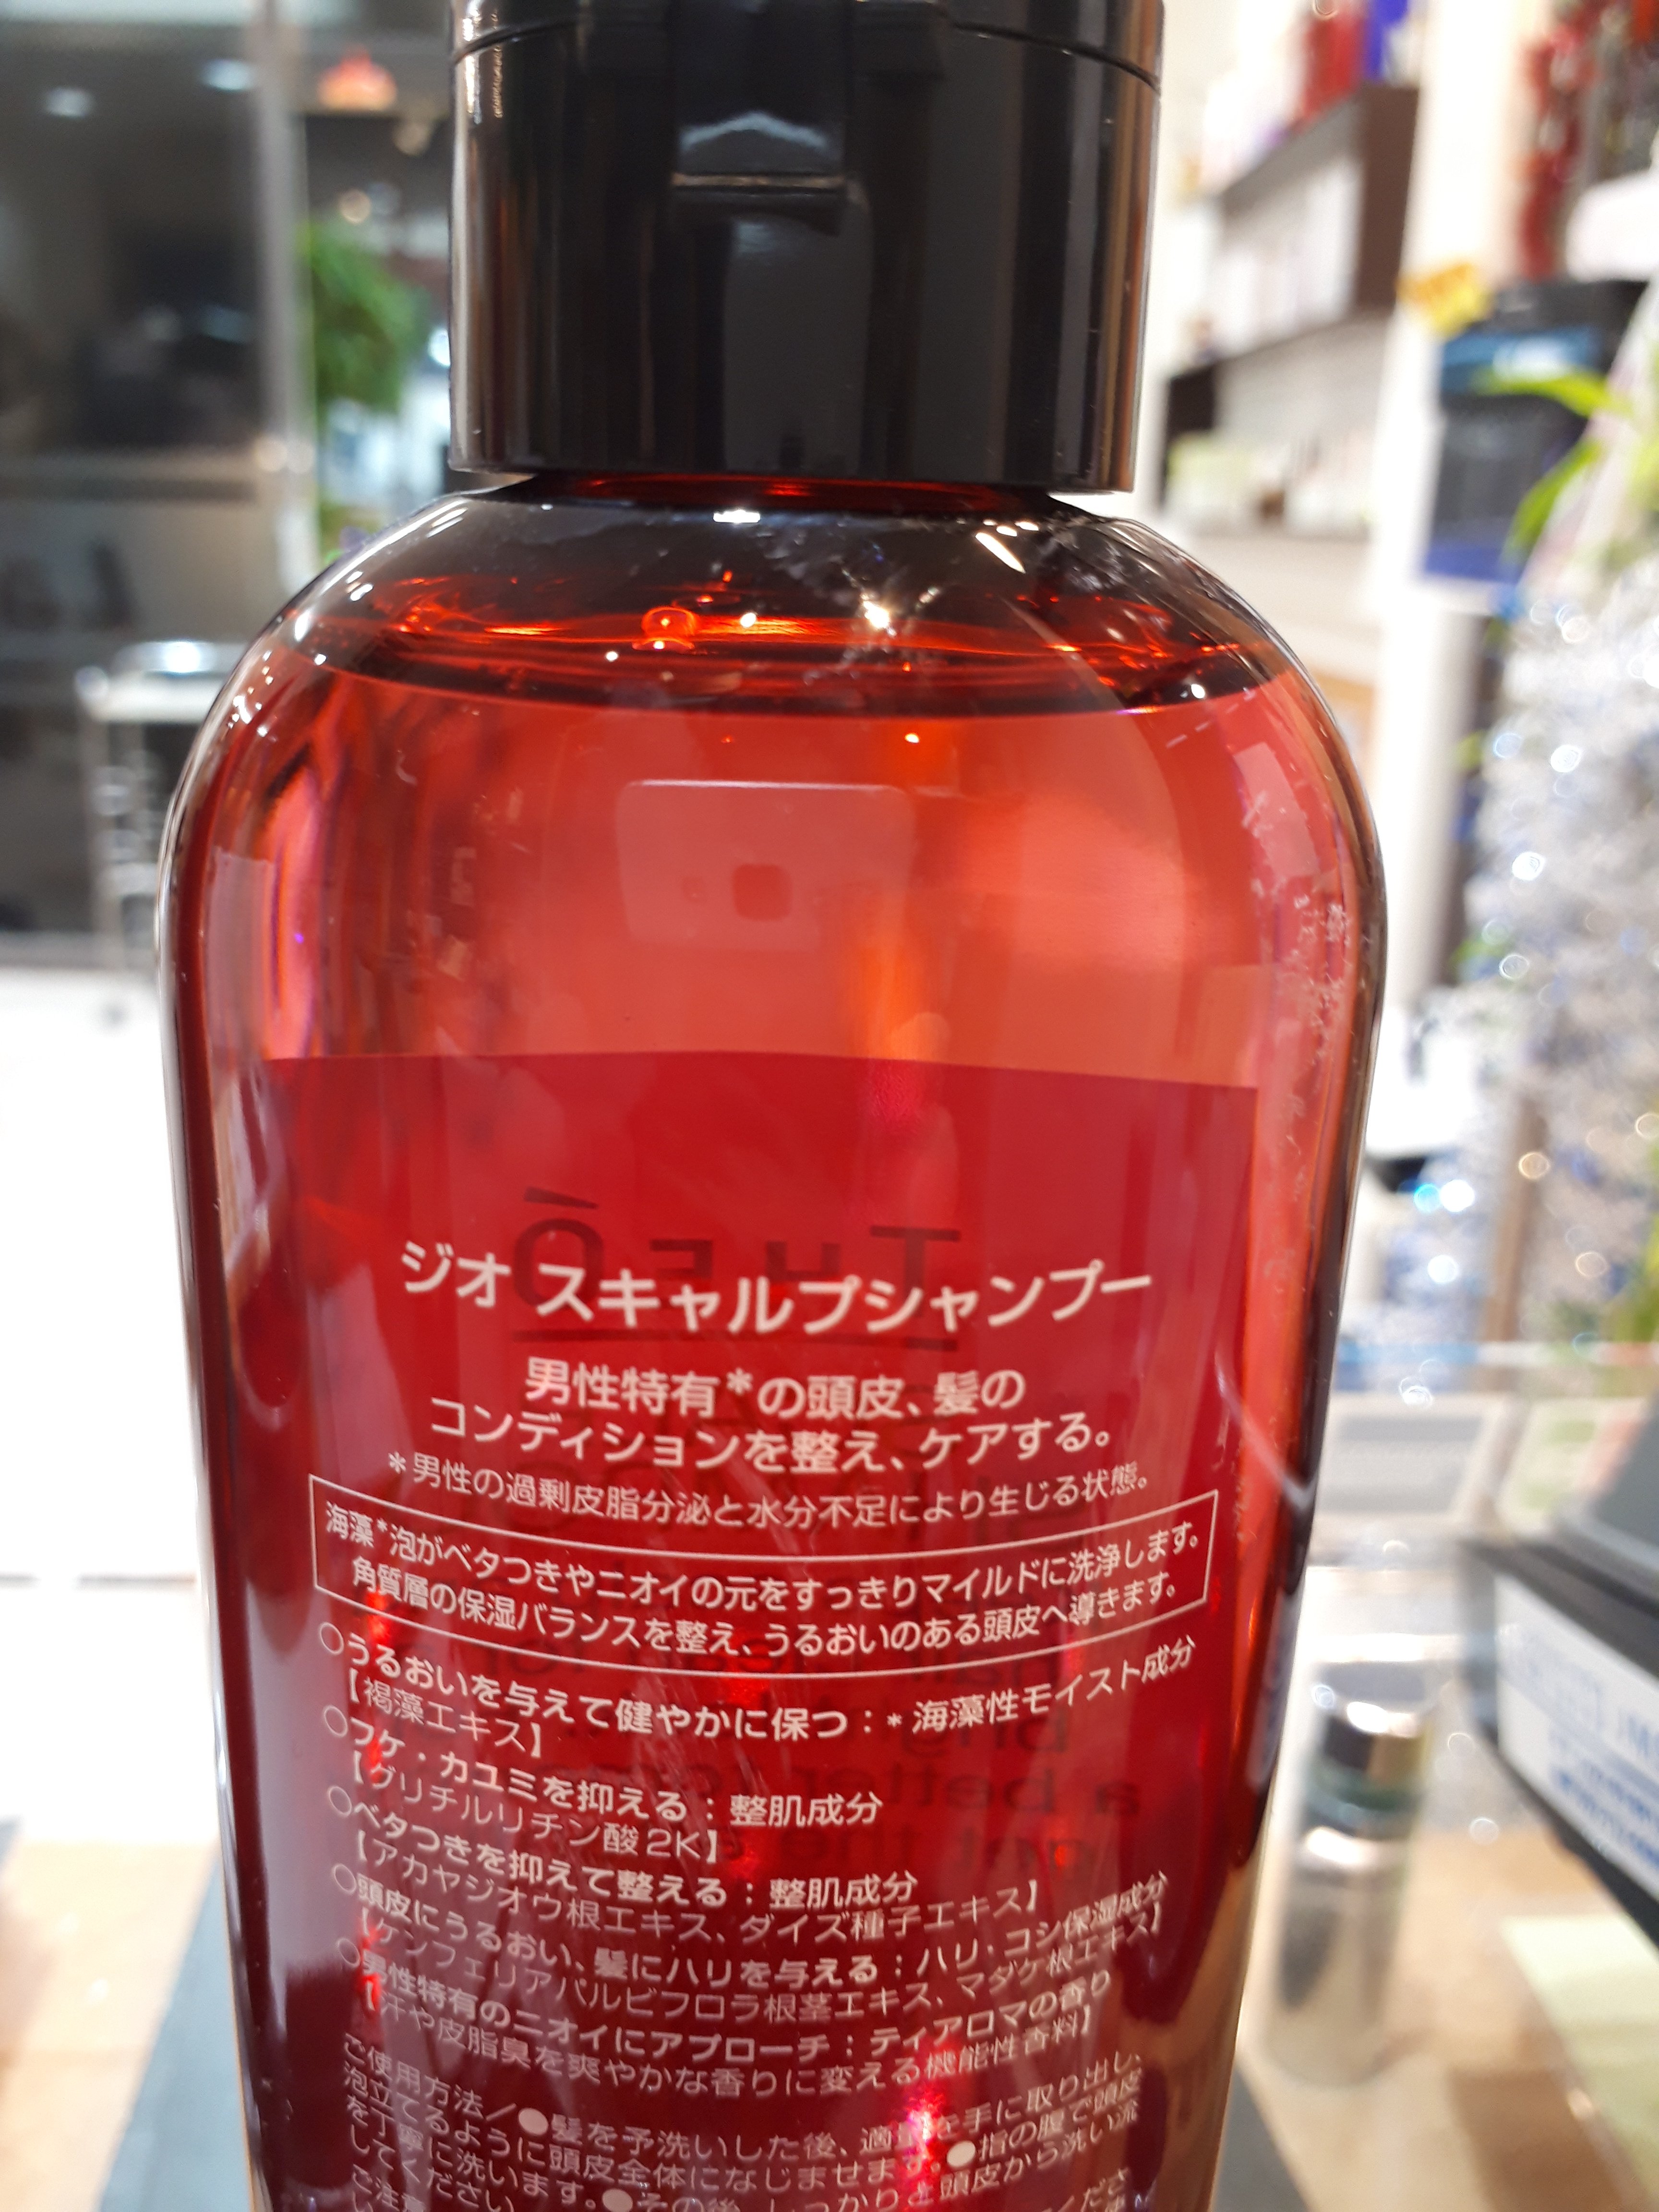 ジオ スキャルプシャンプー
男性特有*の頭皮、髪の
コンディションを整え、ケアする。
*男性の過剰皮脂分泌と水分不足により生じる状態。
海藻*泡がベタつきやニオイの元をすっきりマイルドに洗浄します。
角質層の保湿バランスを整え、うるおいのある頭皮へ導きます。
○うるおいを与えて健やかに保つ：*海藻性モイスト成分
【褐藻エキス】
○フケ・カユミを抑える：整肌成分
【グリチルリチン酸2K】
○ベタつきを抑えて整える：整肌成分
【アカヤジオウ根エキス、ダイズ種子エキス】
○頭皮にうるおい、髪にハリを与える：ハリ・コシ保湿成分
【ケンフェリアパルビフロラ根茎エキス、マダケ根エキス】
○男性特有のニオイにアプローチ：ティアロマの香り
【汗や皮脂臭を爽やかな香りに変える機能性香料】
ご使用方法／●髪を予洗いした後、適量を手に取り出し、
泡立てるように頭皮全体になじませます。●指の腹で頭皮
を丁寧に洗います。●その後、しっかりと頭皮から洗い流
してください。